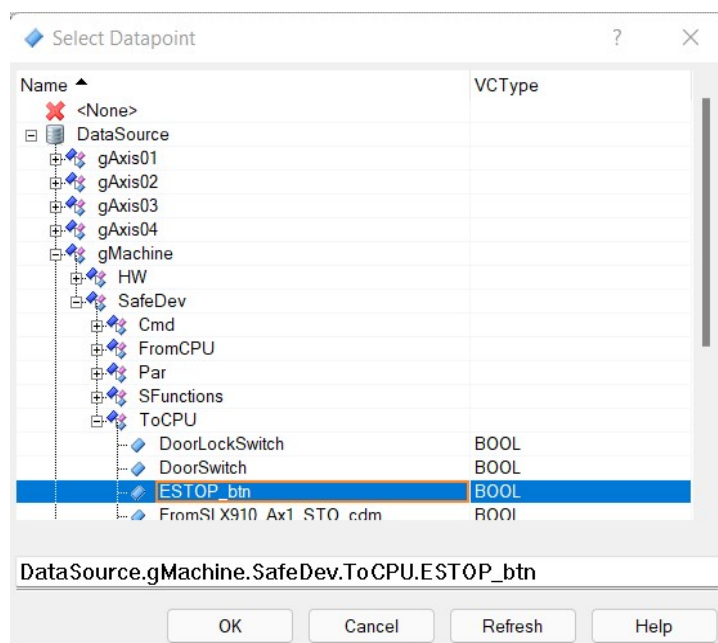 Select Datapoint ?
Name VCType
<None>
DataSource
gAxis01
gAxis02
gAxis03
gAxis04
gMachine
HW
SafeDev
Cmd
FromCPU
Par
SFunctions
ToCPU
DoorLockSwitch BOOL
DoorSwitch BOOL
ESTOP_btn BOOL
FromSLX910_Ax1_STO_cdm BOOL
DataSource.gMachine.SafeDev.ToCPU.ESTOP_btn
OK Cancel Refresh Help